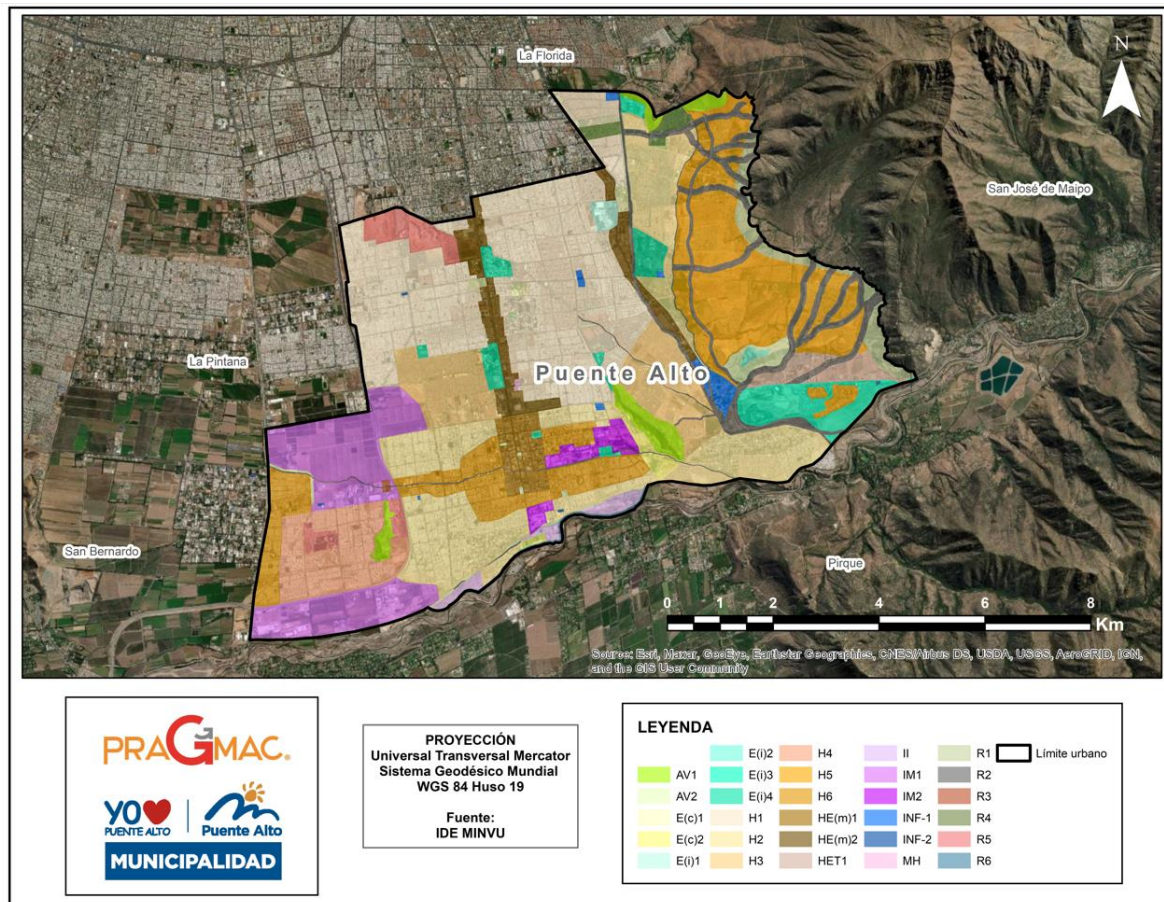 La Florida
N
San José de Maipo
La Pintana
Puente Alto
San Bernardo
Pirque
0 1 2 4 6 8
Km
Source: Esri, Maxar, GeoEye, Earthstar Geographics, CNES/Airbus DS, USDA, USGS, AeroGRID, IGN,
and the GIS User Community
PRAGMAC.
YO
PUENTE ALTO
Puente Alto
MUNICIPALIDAD
PROYECCIÓN
Universal Transversal Mercator
Sistema Geodésico Mundial
WGS 84 Huso 19
Fuente:
IDE MINVU
LEYENDA
AV1
AV2
E(c)1
E(c)2
E(i)1
E(i)2
E(i)3
E(i)4
H1
H2
H3
H4
H5
H6
HE(m)1
HE(m)2
HET1
II
IM1
IM2
INF-1
INF-2
MH
R1
R2
R3
R4
R5
R6
Límite urbano